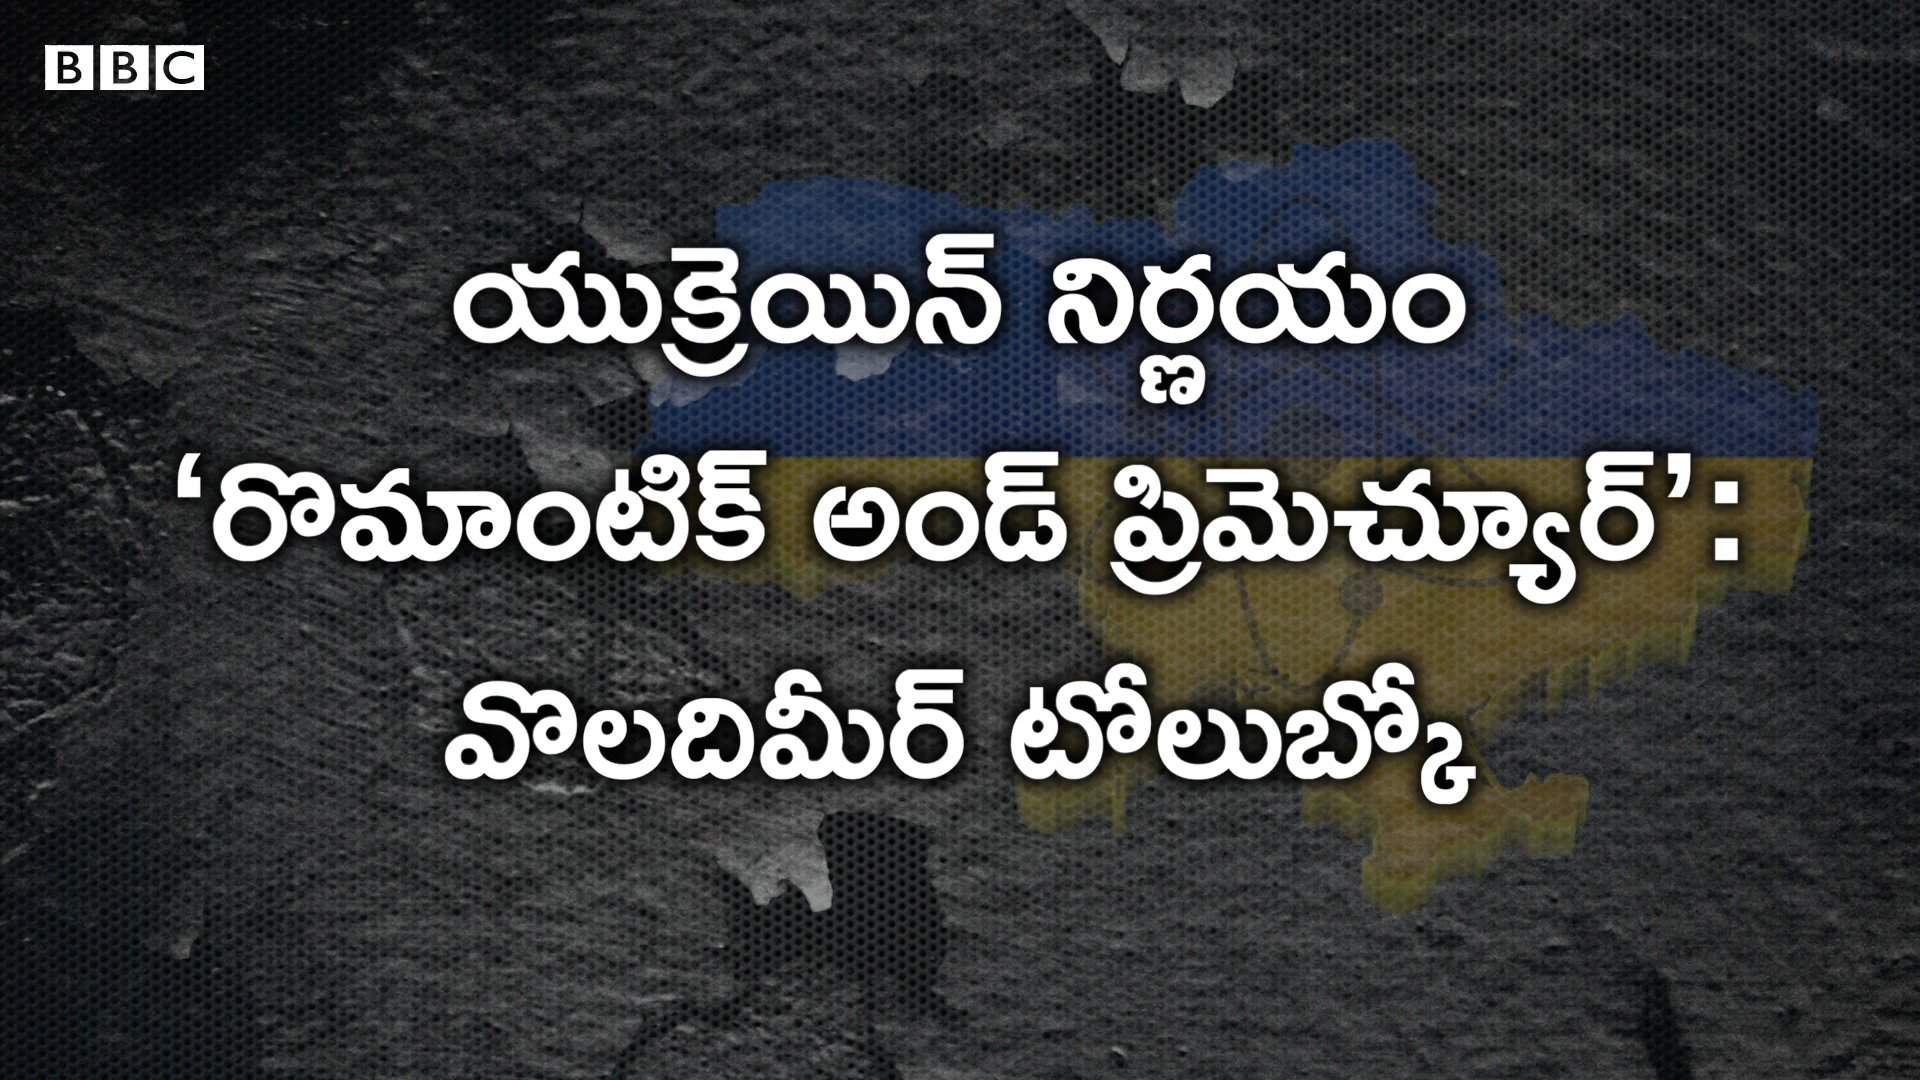 BBC
యుక్రెయిన్ నిర్ణయం
‘రొమాంటిక్ అండ్ ప్రిమెచ్యూర్’:
వొలదిమీర్ టోలుబ్కో